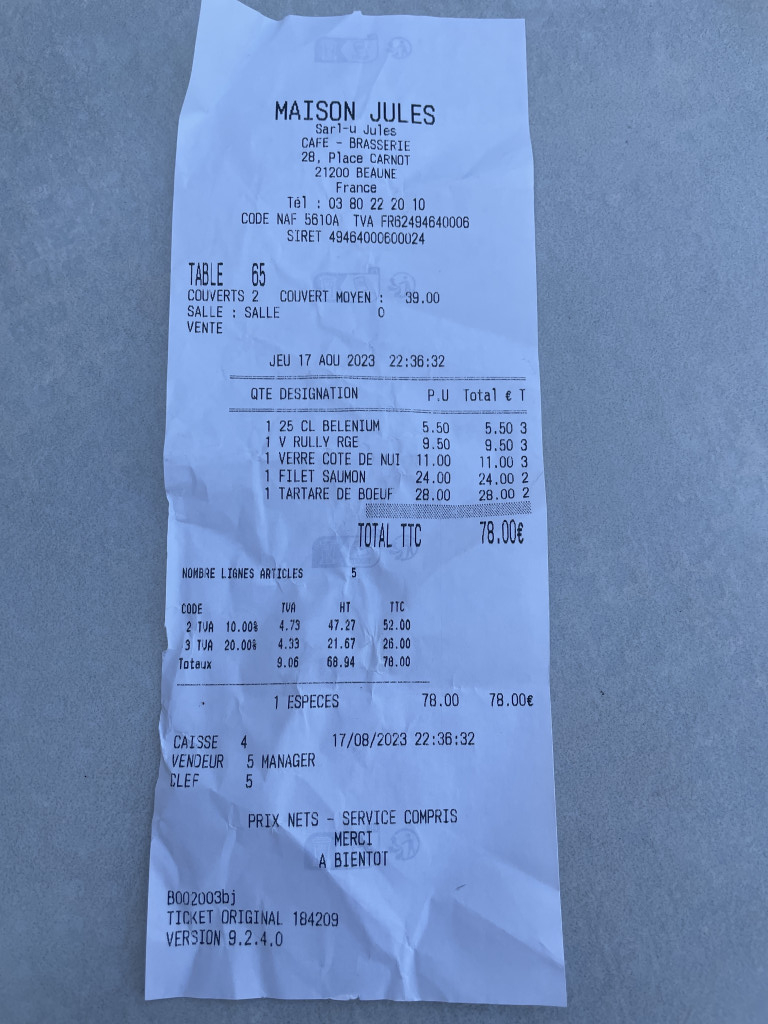 MAISON JULES
Sarl-u Jules
CAFE - BRASSERIE
28, Place CARNOT
21200 BEAUNE
France
Tél : 03 80 22 20 10
CODE NAF 5610A TVA FR62494640006
SIRET 49464000600024
TABLE 65
COUVERTS 2 COUVERT MOYEN : 39.00
SALLE : SALLE 0
VENTE
JEU 17 AOU 2023 22:36:32
QTE DESIGNATION P.U Total € T
1 25 CL BELENIUM 5.50 5.50 3
1 V RULLY RGE 9.50 9.50 3
1 VERRE COTE DE NUI 11.00 11.00 3
1 FILET SAUMON 24.00 24.00 2
1 TARTARE DE BOEUF 28.00 28.00 2
TOTAL TTC 78.00€
NOMBRE LIGNES ARTICLES 5
CODE TVA HT TTC
2 TVA 10.00% 4.73 47.27 52.00
3 TVA 20.00% 4.33 21.67 26.00
Totaux 9.06 68.94 78.00
1 ESPECES 78.00 78.00€
CAISSE 4 17/08/2023 22:36:32
VENDEUR 5 MANAGER
CLEF 5
PRIX NETS - SERVICE COMPRIS
MERCI
A BIENTOT
B002003bj
TICKET ORIGINAL 184209
VERSION 9.2.4.0